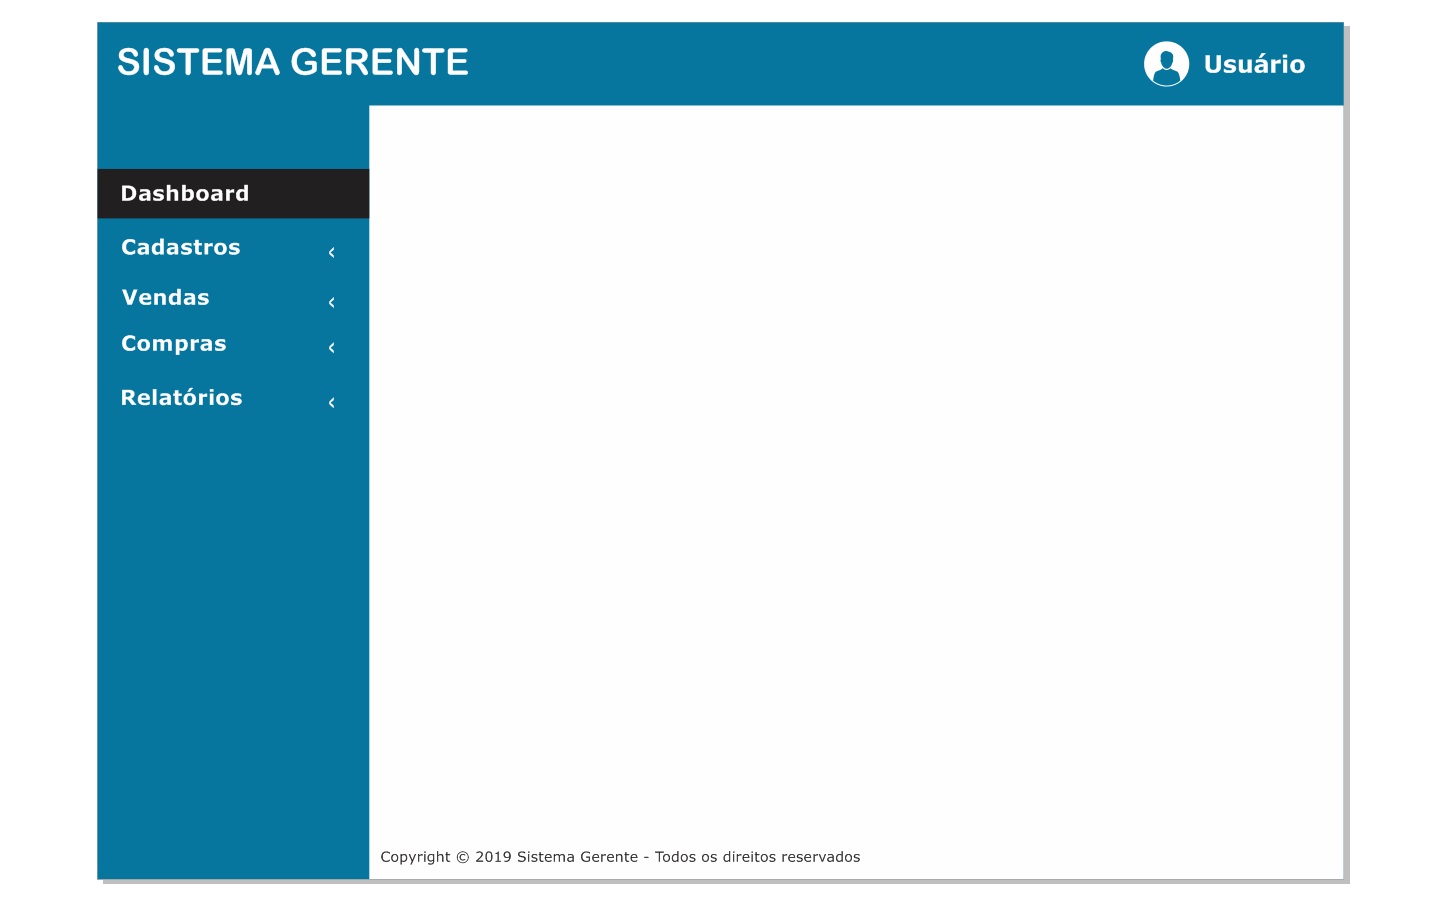 SISTEMA GERENTE
Usuário
Dashboard
Cadastros ‹
Vendas ‹
Compras ‹
Relatórios ‹
Copyright © 2019 Sistema Gerente - Todos os direitos reservados